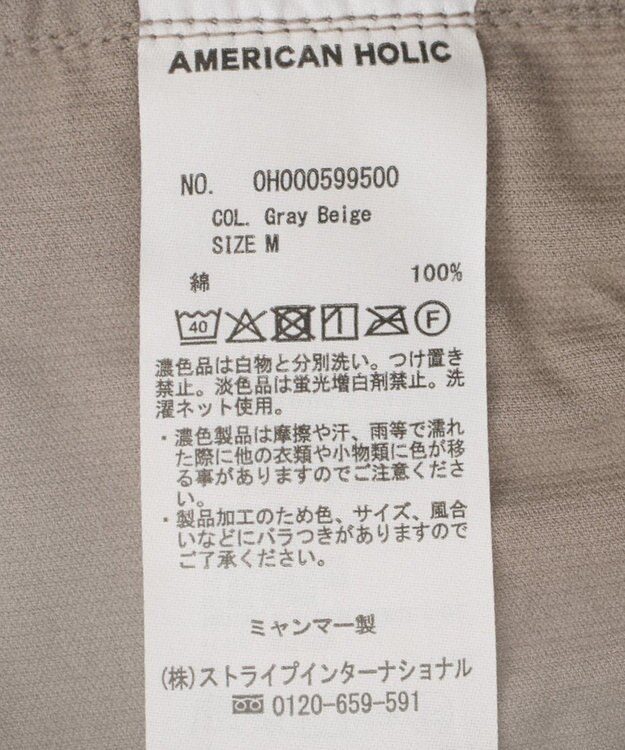 AMERICAN HOLIC
NO. OH000599500
COL. Gray Beige
SIZE M
綿 100%
40 F
濃色品は白物と分別洗い。つけ置き
禁止。淡色品は蛍光増白剤禁止。洗
濯ネット使用。
・濃色製品は摩擦や汗、雨等で濡れ
た際に他の衣類や小物類に色が移
る事がありますのでご注意くださ
い。
・製品加工のため色、サイズ、風合
いなどにバラつきがありますので
ご了承ください。
ミャンマー製
(株)ストライプインターナショナル
0120-659-591